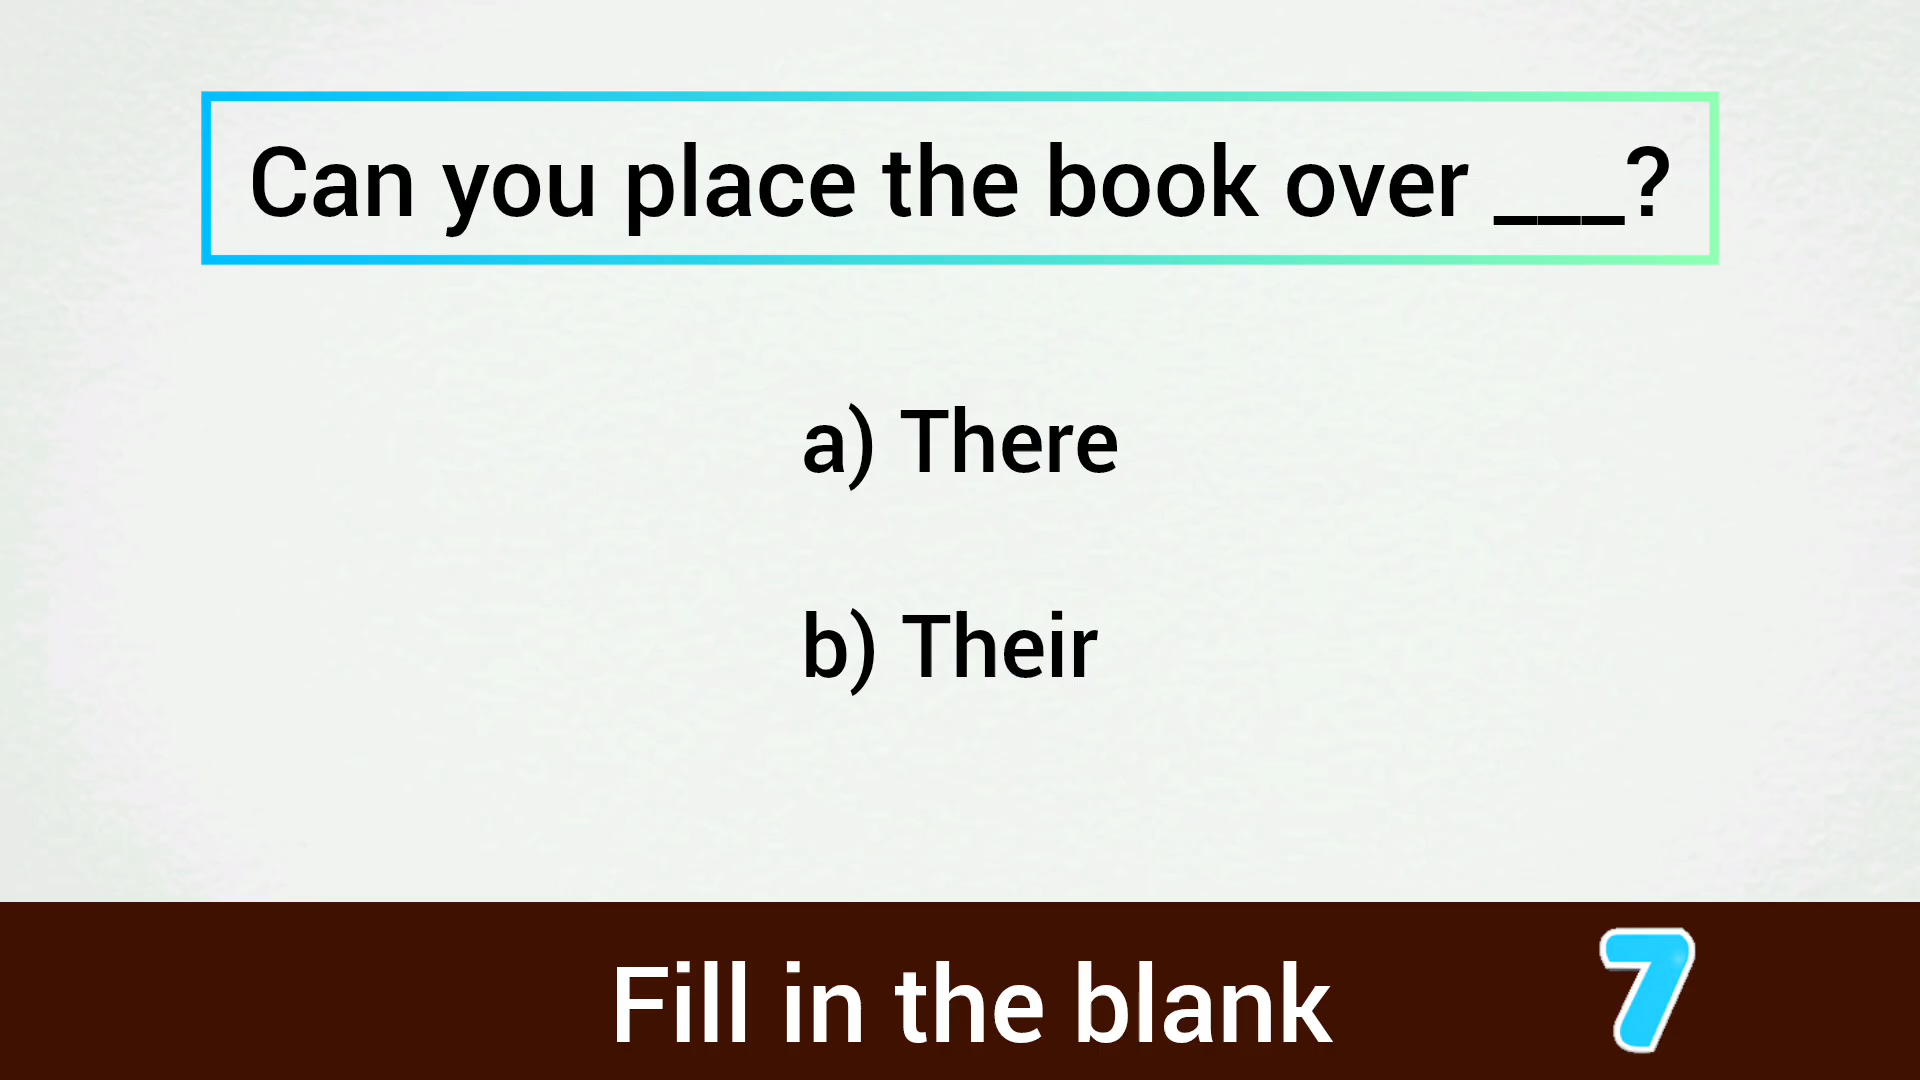 Can you place the book over ___?
a) There
b) Their
Fill in the blank
7